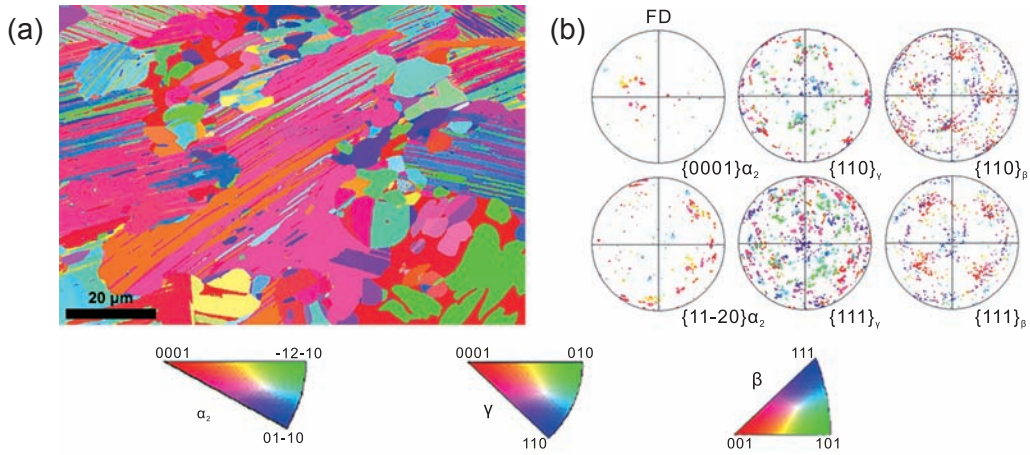 (a)
(b)
FD
{0001}α₂
{110}ᵧ
{110}ᵦ
20 µm
{11-20}α₂
{111}ᵧ
{111}ᵦ
0001
-12-10
α₂
01-10
0001
010
γ
110
111
β
001
101